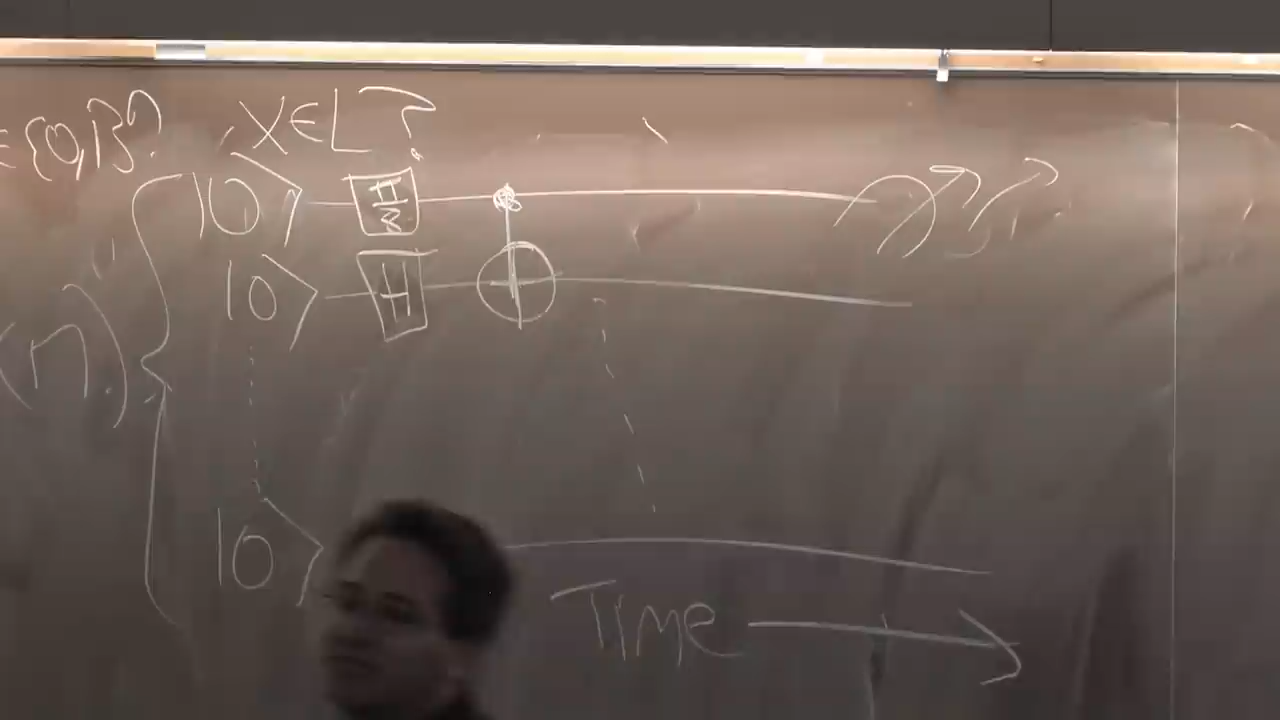 ∈{0,1}ⁿ? X∈L?
|0⟩ π/8
|0⟩ H
(n)
|0⟩
TIME